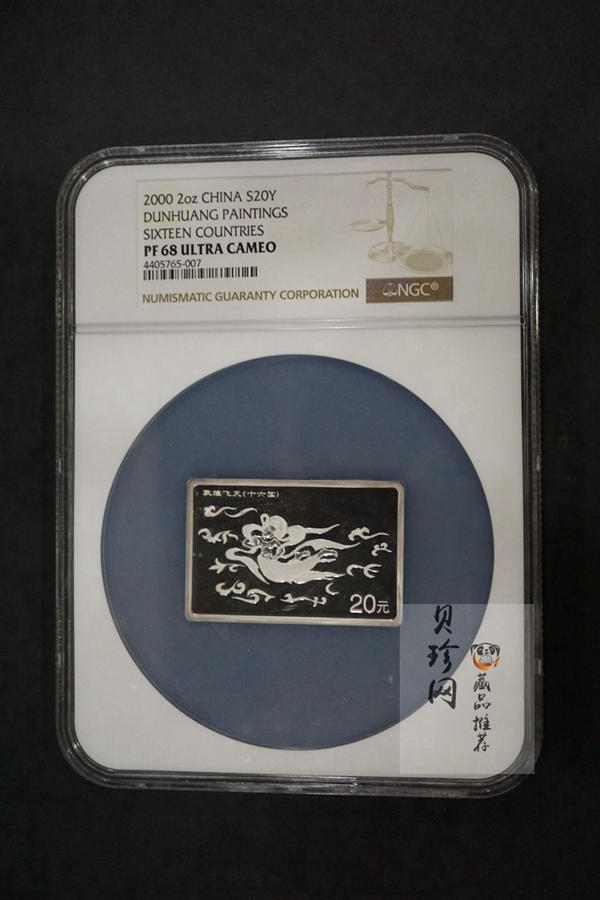 2000 2oz CHINA S20Y
DUNHUANG PAINTINGS
SIXTEEN COUNTRIES
PF 68 ULTRA CAMEO
4405765-007
NUMISMATIC GUARANTY CORPORATION
NGC®
敦煌飞天(十六国)
20元
贝珍网
藏品推荐